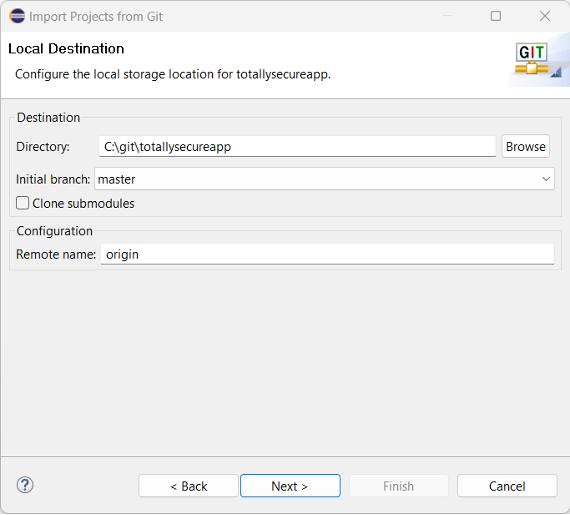 Import Projects from Git
Local Destination
Configure the local storage location for totallysecureapp.
GIT
Destination
Directory: C:\git\totallysecureapp Browse
Initial branch: master
Clone submodules
Configuration
Remote name: origin
? < Back Next > Finish Cancel